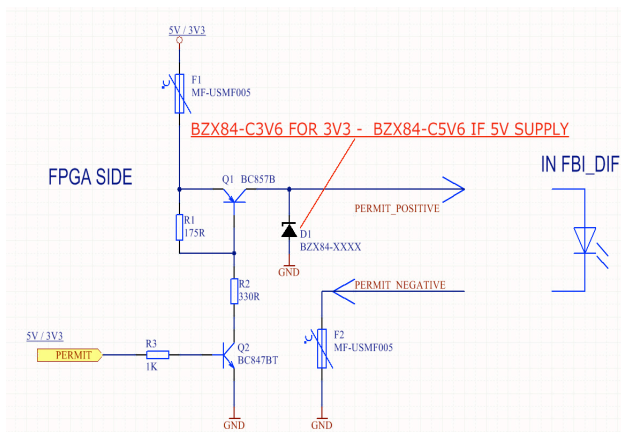 5V / 3V3
F1
MF-USMF005
BZX84-C3V6 FOR 3V3 - BZX84-C5V6 IF 5V SUPPLY
IN FBI_DIF
FPGA SIDE
Q1 BC857B
PERMIT_POSITIVE
R1
175R
D1
BZX84-XXXX
GND
R2
330R
PERMIT_NEGATIVE
5V / 3V3
PERMIT
R3
1K
Q2
BC847BT
F2
MF-USMF005
GND
GND